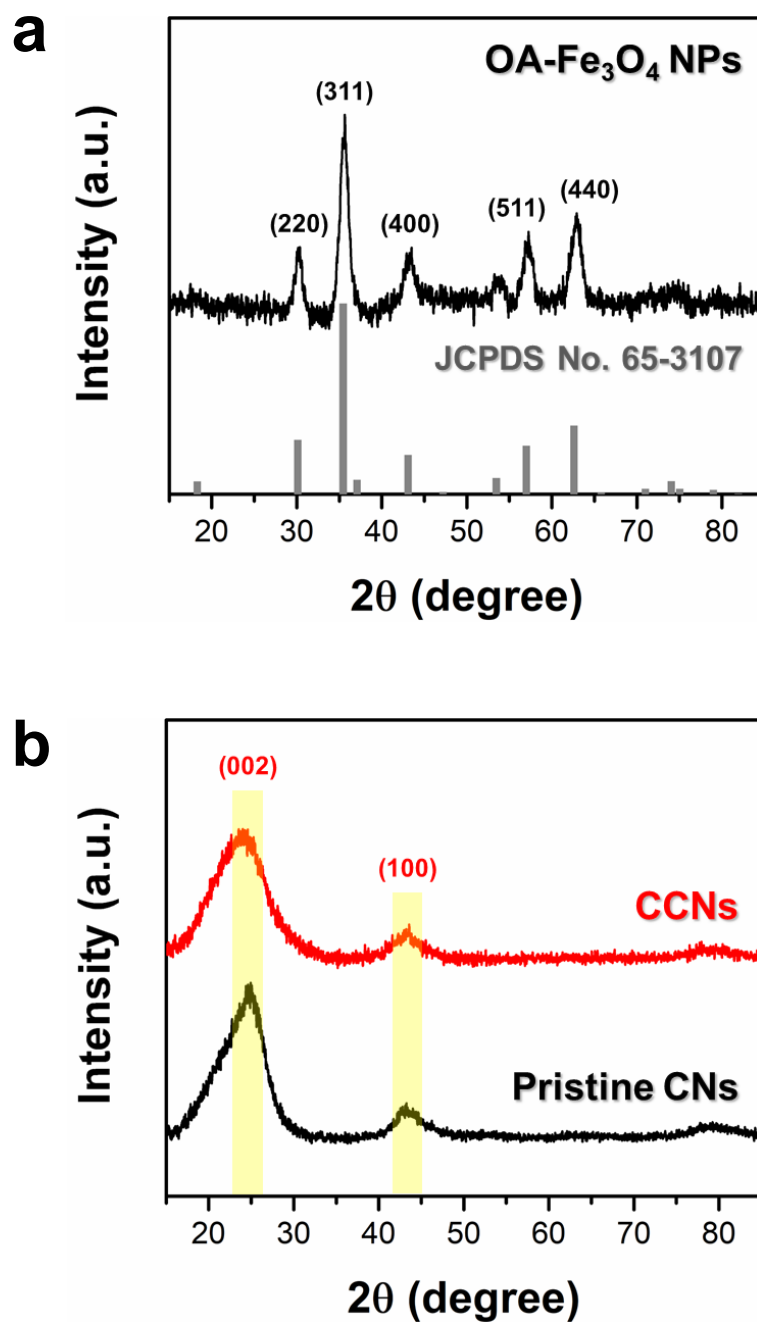 a
OA-Fe₃O₄ NPs
(311)
(440)
(511)
(220)
(400)
Intensity (a.u.)
JCPDS No. 65-3107
20 30 40 50 60 70 80
2θ (degree)
b
(002)
(100)
CCNs
Intensity (a.u.)
Pristine CNs
20 30 40 50 60 70 80
2θ (degree)